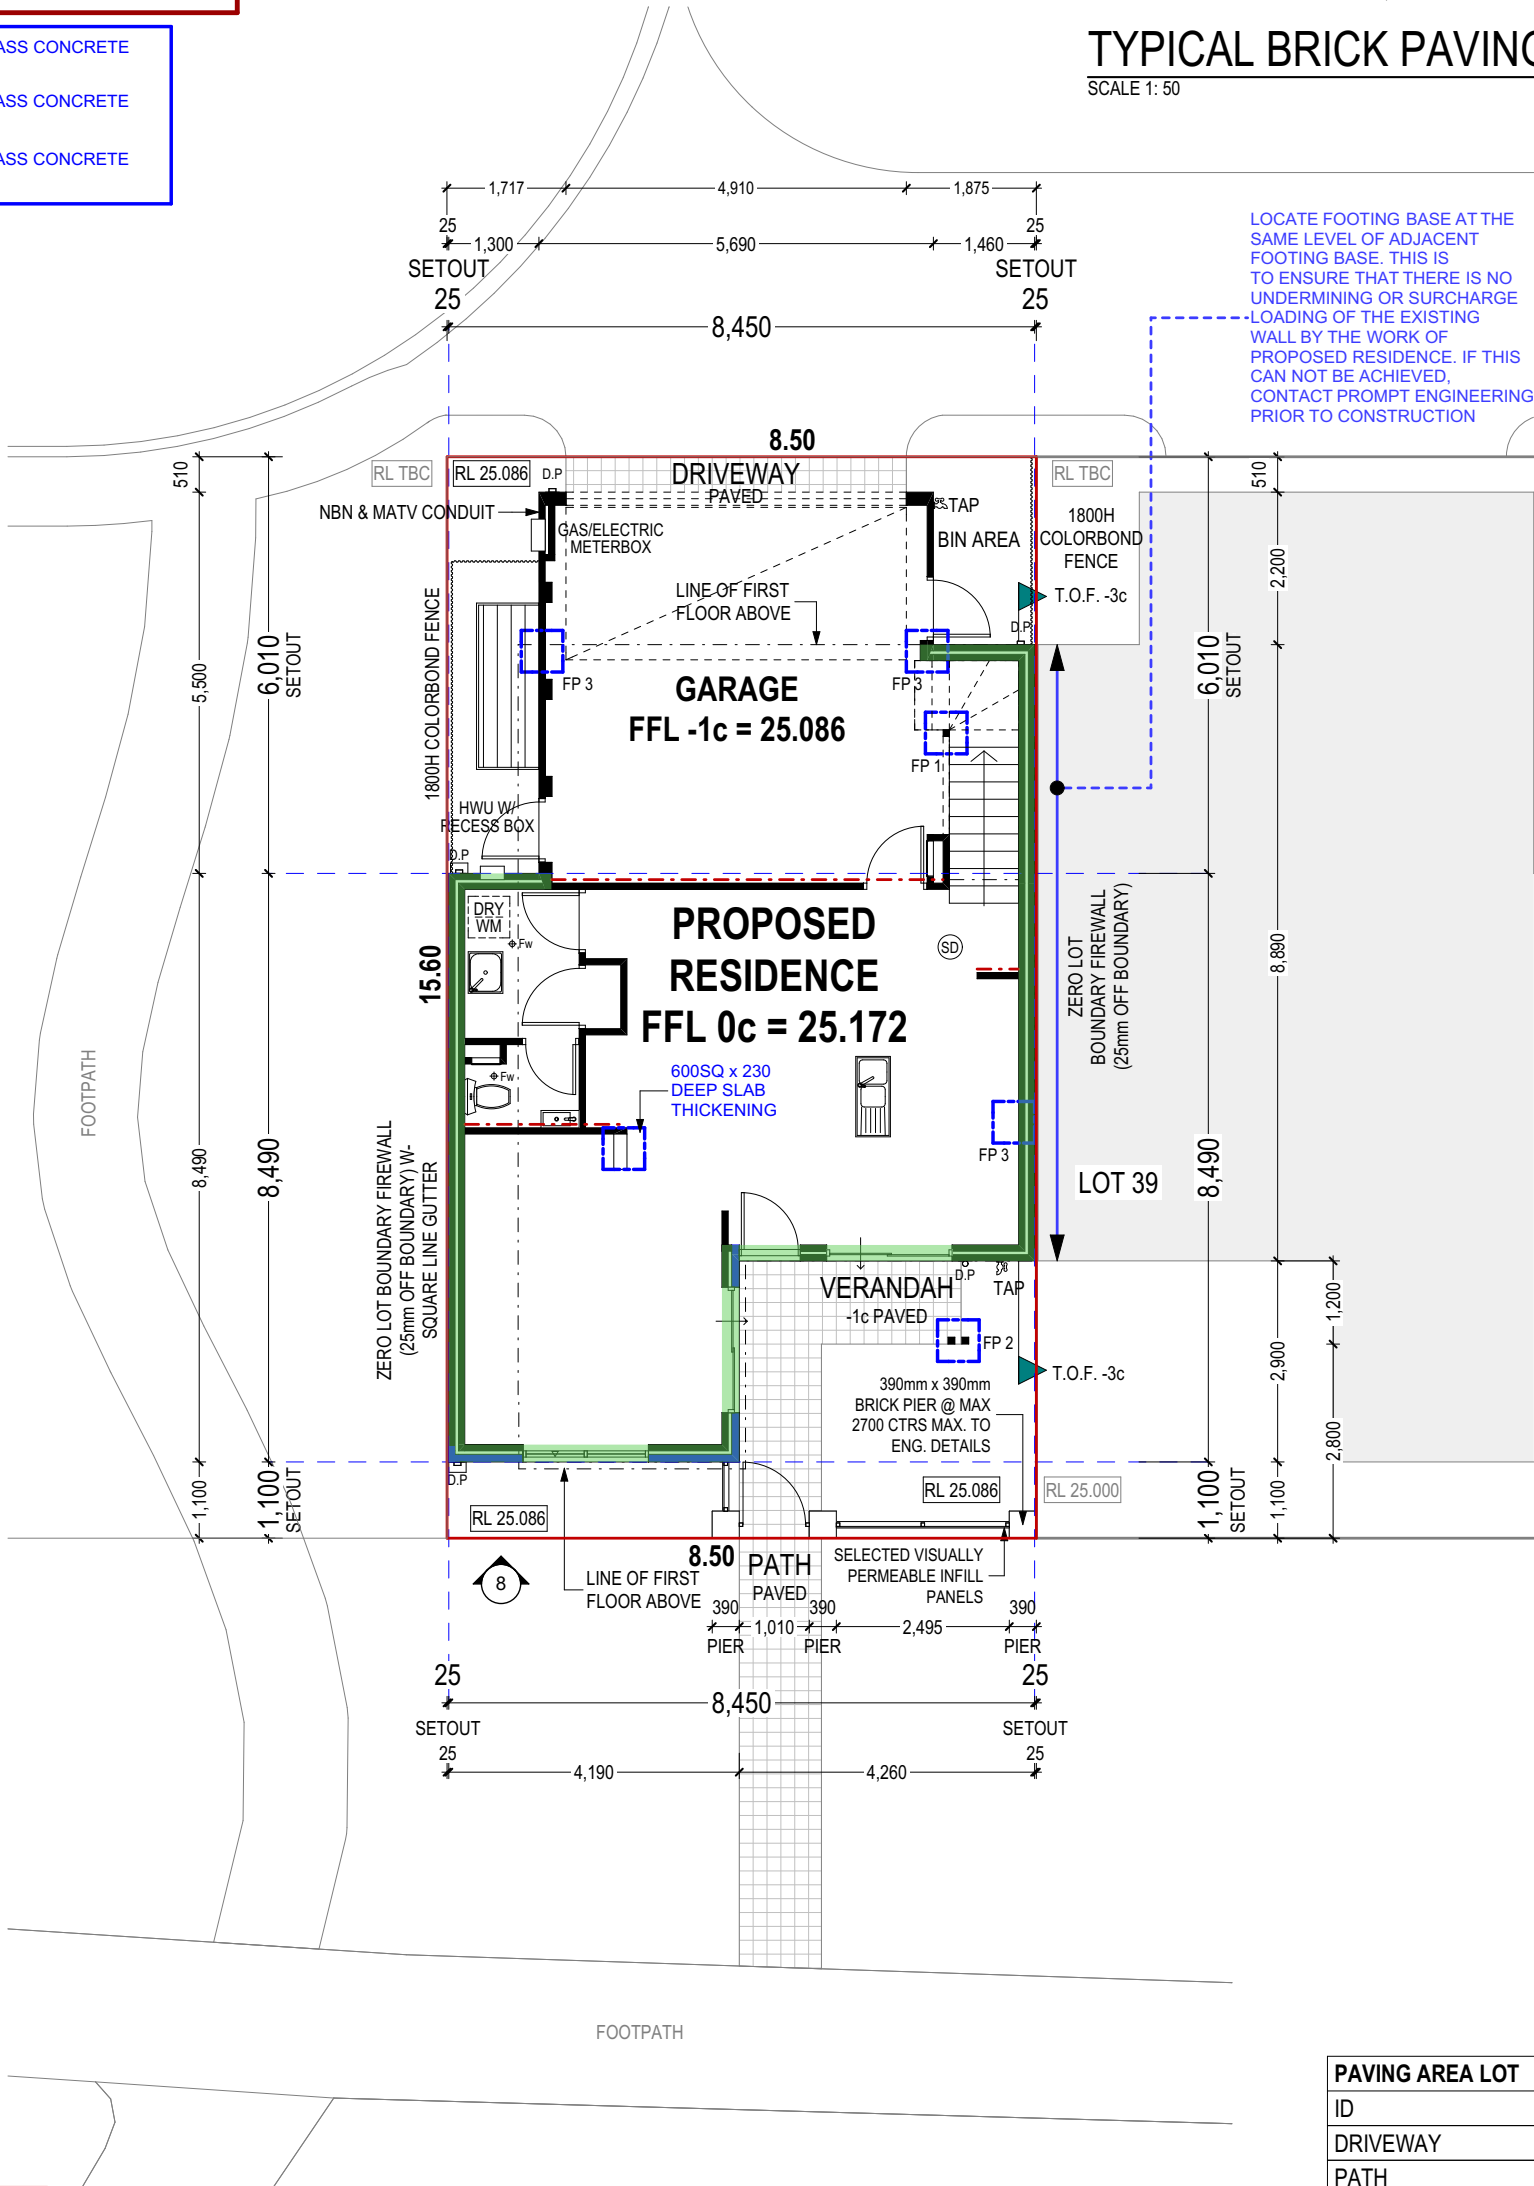 ASS CONCRETE
ASS CONCRETE
ASS CONCRETE
TYPICAL BRICK PAVING
SCALE 1: 50
1,717
4,910
1,875
25
25
1,300
5,690
1,460
SETOUT
SETOUT
25
25
8,450
LOCATE FOOTING BASE AT THE
SAME LEVEL OF ADJACENT
FOOTING BASE. THIS IS
TO ENSURE THAT THERE IS NO
UNDERMINING OR SURCHARGE
LOADING OF THE EXISTING
WALL BY THE WORK OF
PROPOSED RESIDENCE. IF THIS
CAN NOT BE ACHIEVED,
CONTACT PROMPT ENGINEERING
PRIOR TO CONSTRUCTION
8.50
510
RL TBC
RL 25.086
D.P
DRIVEWAY
PAVED
RL TBC
510
NBN & MATV CONDUIT
GAS/ELECTRIC
METERBOX
TAP
BIN AREA
1800H
COLORBOND
FENCE
2,200
LINE OF FIRST
FLOOR ABOVE
T.O.F. -3c
D.P
1800H COLORBOND FENCE
5,500
6,010
SETOUT
6,010
SETOUT
FP 3
FP 3
GARAGE
FFL -1c = 25.086
FP 1
HWU W/
RECESS BOX
D.P
DRY
WM
Fw
PROPOSED
RESIDENCE
FFL 0c = 25.172
SD
15.60
ZERO LOT
BOUNDARY FIREWALL
(25mm OFF BOUNDARY)
8,890
FOOTPATH
Fw
600SQ x 230
DEEP SLAB
THICKENING
FP 3
LOT 39
8,490
8,490
8,490
ZERO LOT BOUNDARY FIREWALL
(25mm OFF BOUNDARY) W-
SQUARE LINE GUTTER
VERANDAH
-1c PAVED
D.P
TAP
FP 2
1,200
2,900
T.O.F. -3c
390mm x 390mm
BRICK PIER @ MAX
2700 CTRS MAX. TO
ENG. DETAILS
2,800
D.P
RL 25.086
RL 25.086
RL 25.000
1,100
1,100
SETOUT
1,100
SETOUT
1,100
8.50
PATH
PAVED
SELECTED VISUALLY
PERMEABLE INFILL
PANELS
8
LINE OF FIRST
FLOOR ABOVE
390
390
390
1,010
2,495
PIER
PIER
PIER
25
25
8,450
SETOUT
SETOUT
25
25
4,190
4,260
FOOTPATH
PAVING AREA LOT
ID
DRIVEWAY
PATH